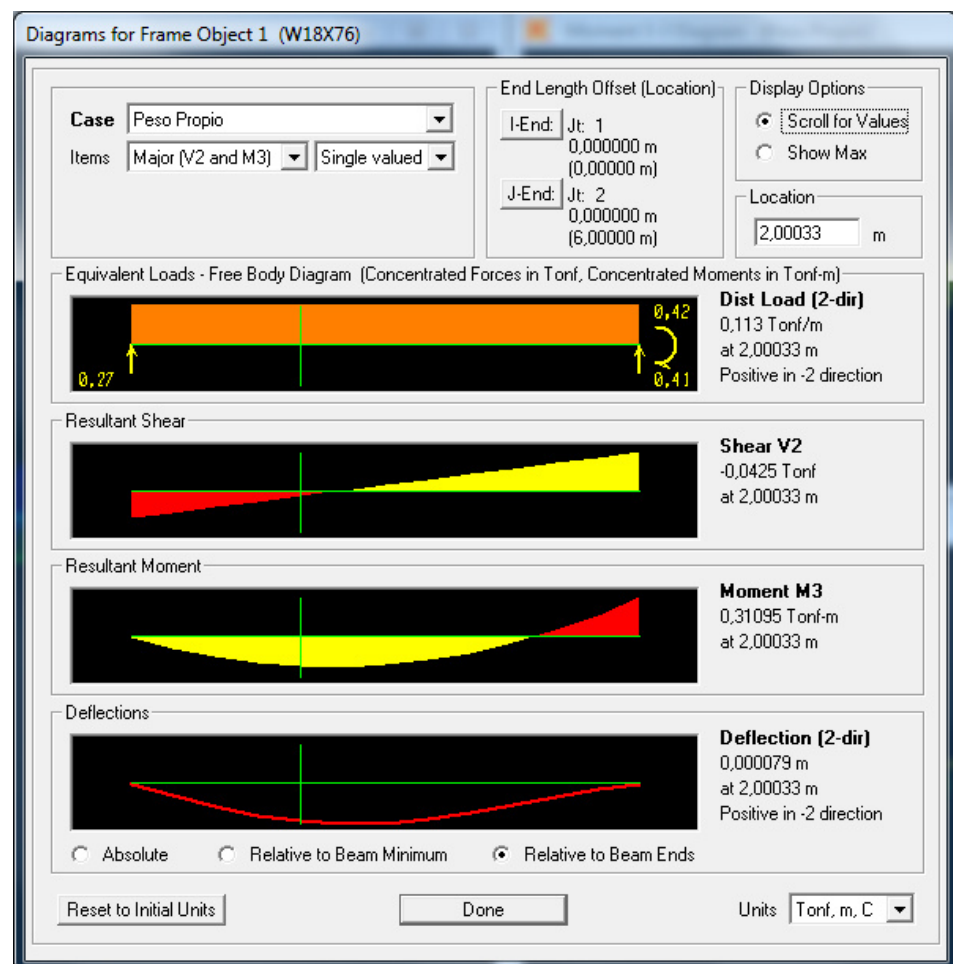 Diagrams for Frame Object 1 (W18X76)
Case Peso Propio
Items Major (V2 and M3) Single valued
End Length Offset (Location)
I-End: Jt: 1
0,000000 m
(0,00000 m)
J-End: Jt: 2
0,000000 m
(6,00000 m)
Display Options
Scroll for Values
Show Max
Location
2,00033 m
Equivalent Loads - Free Body Diagram (Concentrated Forces in Tonf, Concentrated Moments in Tonf-m)
0,42
0,27
0,41
Dist Load (2-dir)
0,113 Tonf/m
at 2,00033 m
Positive in -2 direction
Resultant Shear
Shear V2
-0,0425 Tonf
at 2,00033 m
Resultant Moment
Moment M3
0,31095 Tonf-m
at 2,00033 m
Deflections
Deflection (2-dir)
0,000079 m
at 2,00033 m
Positive in -2 direction
Absolute Relative to Beam Minimum Relative to Beam Ends
Reset to Initial Units Done Units Tonf, m, C